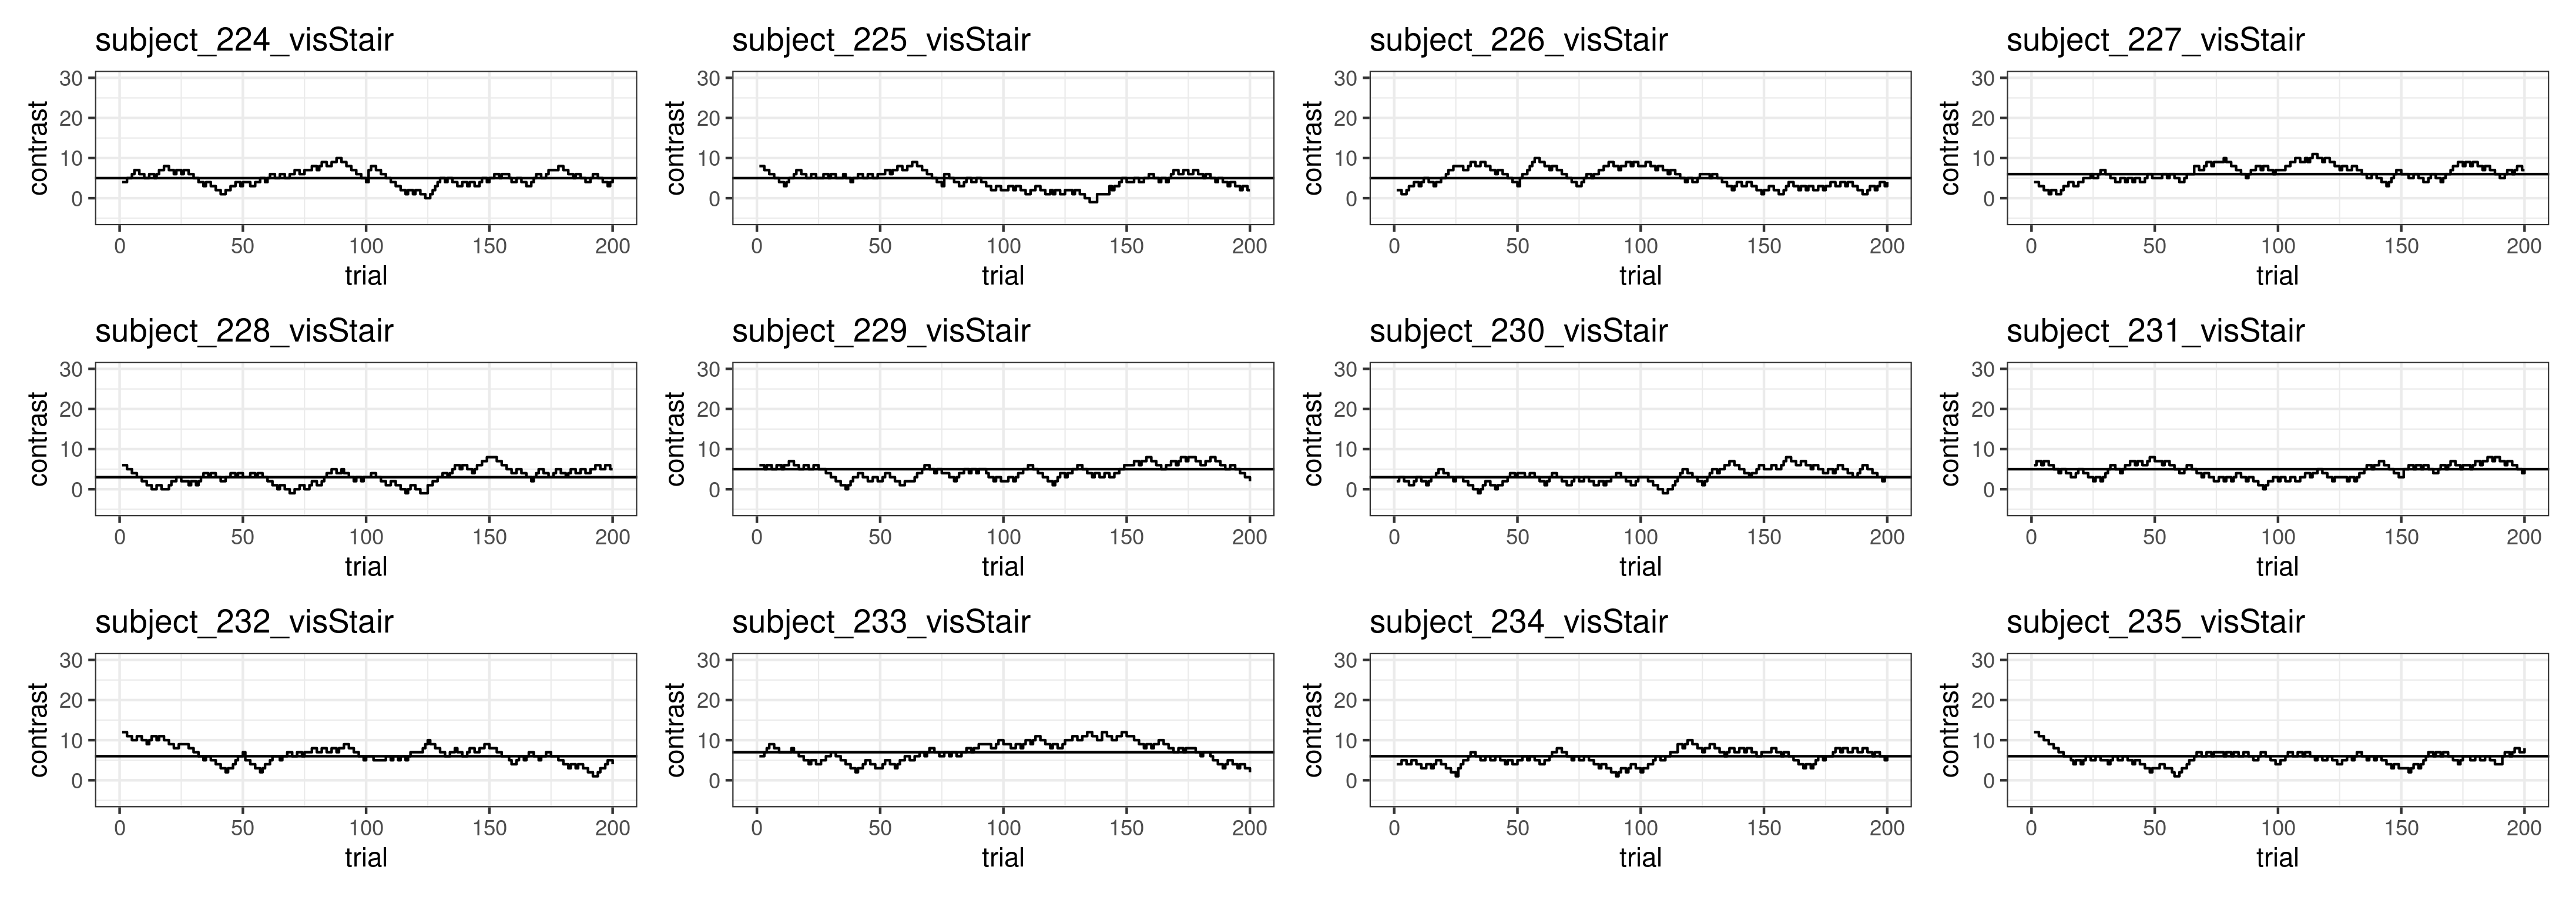 subject_224_visStair
subject_225_visStair
subject_226_visStair
subject_227_visStair
30
20
10
0
contrast
0 50 100 150 200
trial
30
20
10
0
contrast
0 50 100 150 200
trial
30
20
10
0
contrast
0 50 100 150 200
trial
30
20
10
0
contrast
0 50 100 150 200
trial
subject_228_visStair
subject_229_visStair
subject_230_visStair
subject_231_visStair
30
20
10
0
contrast
0 50 100 150 200
trial
30
20
10
0
contrast
0 50 100 150 200
trial
30
20
10
0
contrast
0 50 100 150 200
trial
30
20
10
0
contrast
0 50 100 150 200
trial
subject_232_visStair
subject_233_visStair
subject_234_visStair
subject_235_visStair
30
20
10
0
contrast
0 50 100 150 200
trial
30
20
10
0
contrast
0 50 100 150 200
trial
30
20
10
0
contrast
0 50 100 150 200
trial
30
20
10
0
contrast
0 50 100 150 200
trial